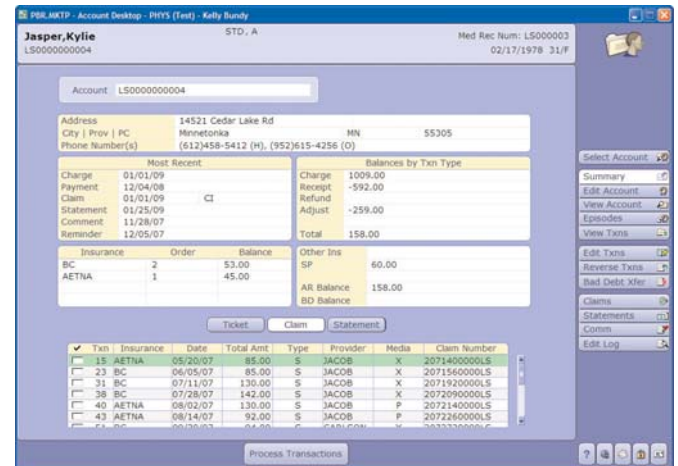 PBR.MKTP - Account Desktop - PHYS (Test) - Kelly Bundy
Jasper,Kylie STD, A Med Rec Num: LS000003
LS0000000004 02/17/1978 31/F
Account LS0000000004
Address 14521 Cedar Lake Rd
City | Prov | PC Minnetonka MN 55305
Phone Number(s) (612)458-5412 (H), (952)615-4256 (O)
Most Recent
Charge 01/01/09
Payment 12/04/08
Claim 01/01/09 CI
Statement 01/25/09
Comment 11/28/07
Reminder 12/05/07
Balances by Txn Type
Charge 1009.00
Receipt -592.00
Refund
Adjust -259.00
Total 158.00
Insurance Order Balance
BC 2 53.00
AETNA 1 45.00
Other Ins
SP 60.00
AR Balance 158.00
BD Balance
Ticket Claim Statement
Txn Insurance Date Total Amt Type Provider Media Claim Number
15 AETNA 05/20/07 85.00 S JACOB X 2071400000LS
23 BC 06/05/07 85.00 S JACOB X 2071560000LS
31 BC 07/11/07 130.00 S JACOB X 2071920000LS
38 BC 07/28/07 142.00 S JACOB X 2072090000LS
40 AETNA 08/02/07 130.00 S JACOB P 2072140000LS
43 AETNA 08/14/07 92.00 S JACOB P 2072260000LS
Process Transactions
Select Account
Summary
Edit Account
View Account
Episodes
View Txns
Edit Txns
Reverse Txns
Bad Debt Xfer
Claims
Statements
Comm
Edit Log